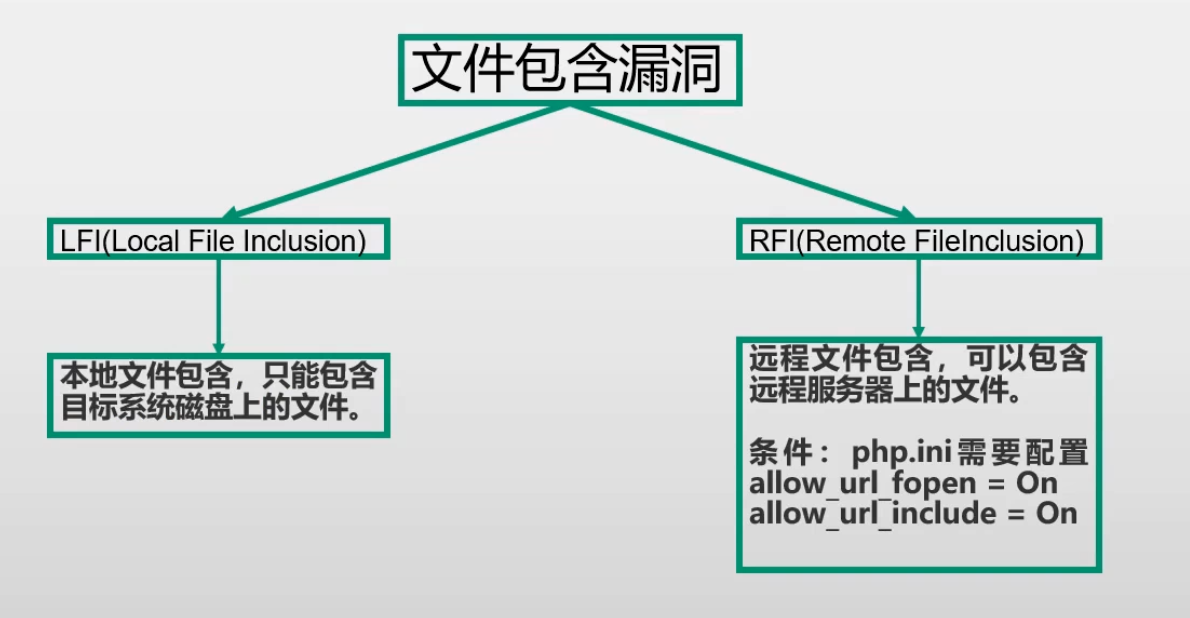 文件包含漏洞
LFI(Local File Inclusion)
RFI(Remote FileInclusion)
本地文件包含，只能包含
目标系统磁盘上的文件。
远程文件包含，可以包含
远程服务器上的文件。
条件：php.ini需要配置
allow_url_fopen = On
allow_url_include = On